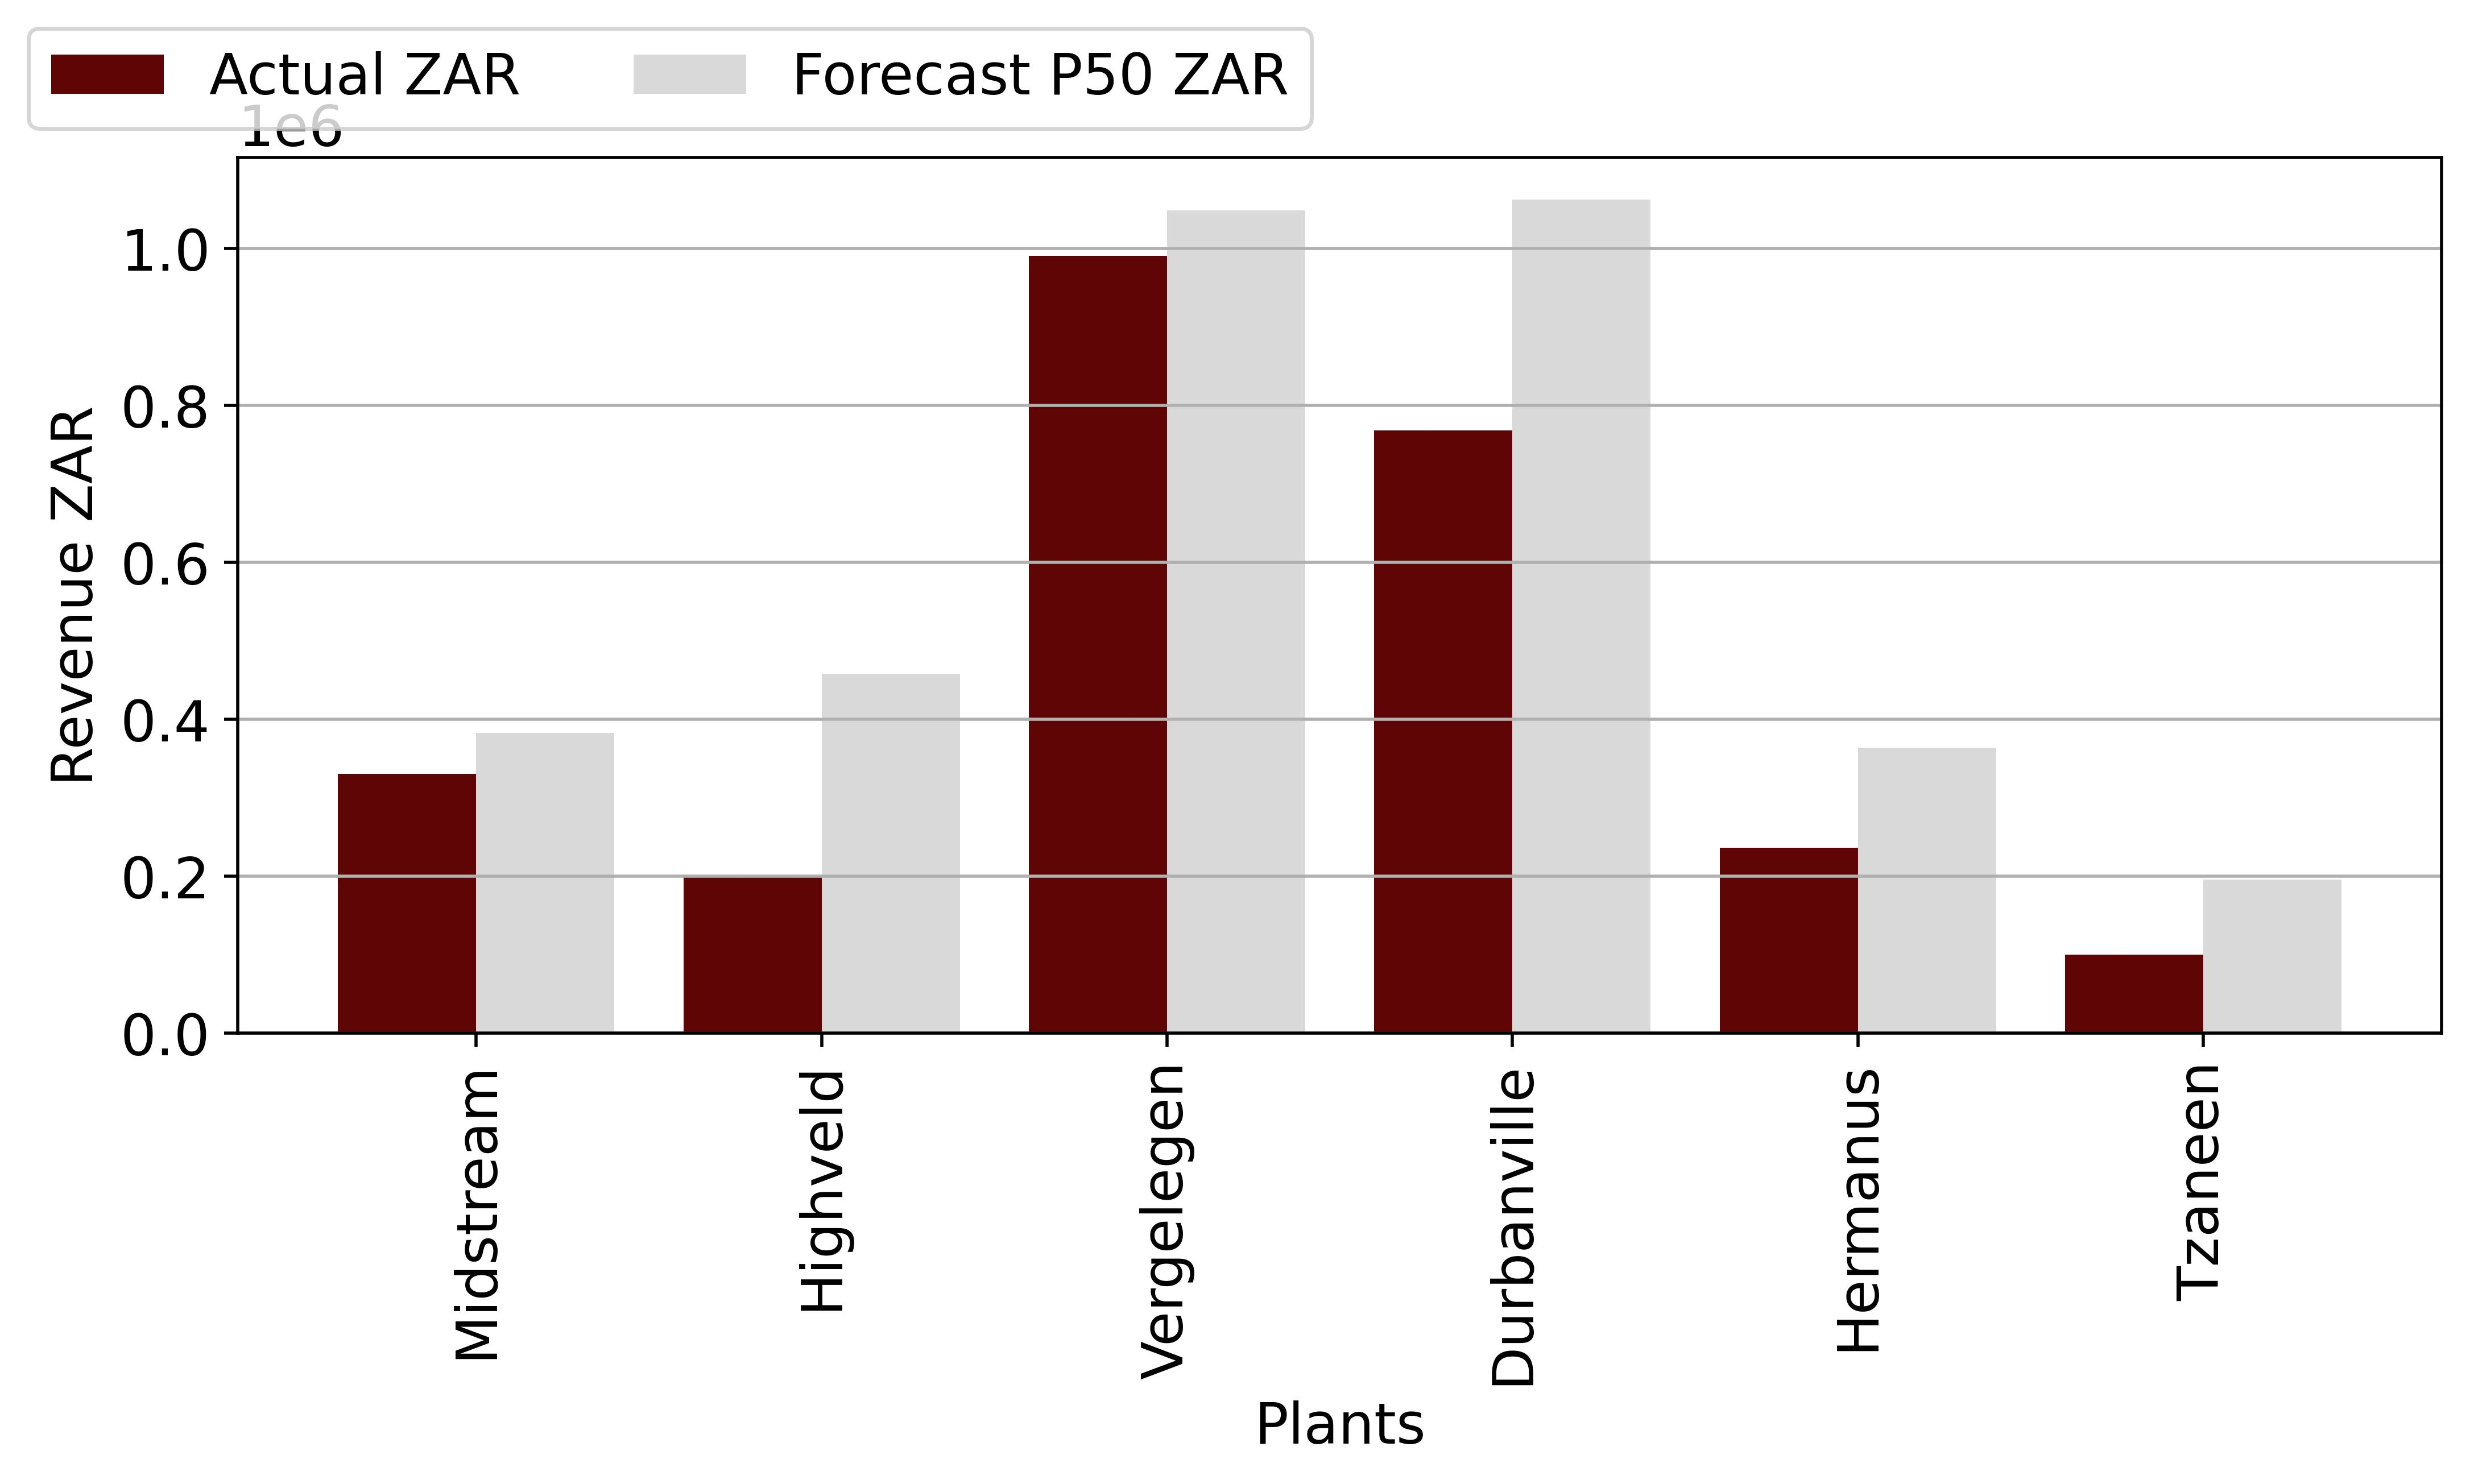 Actual ZAR Forecast P50 ZAR
1e6
1.0
0.8
0.6
0.4
0.2
0.0
Revenue ZAR
Midstream
Highveld
Vergelegen
Durbanville
Hermanus
Tzaneen
Plants